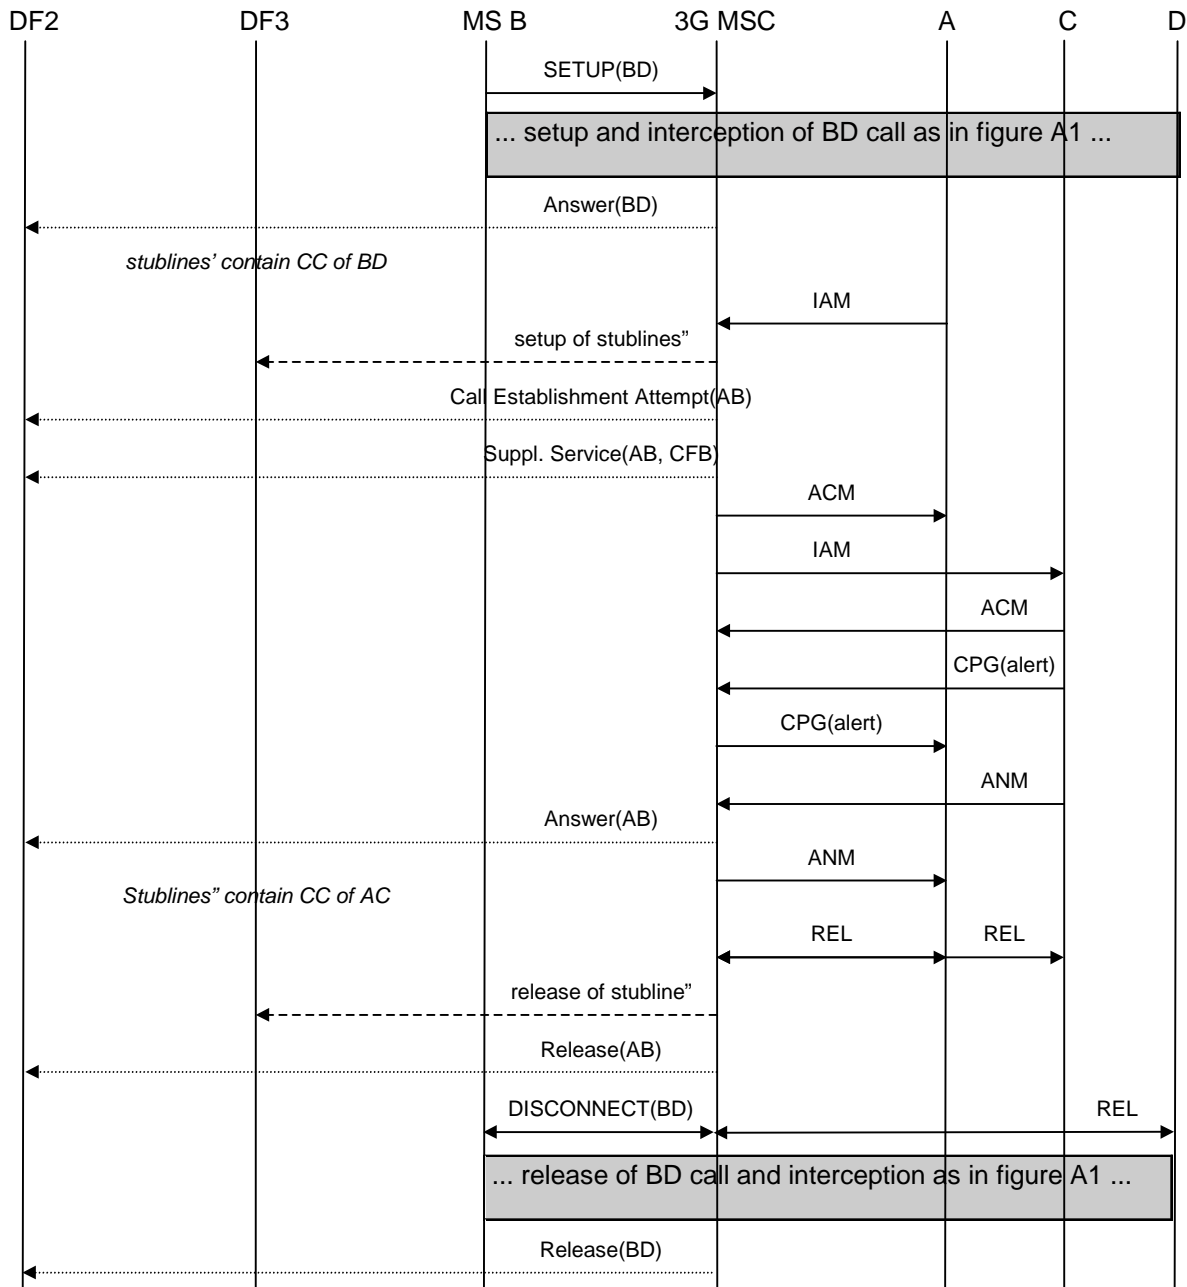 DF2 DF3 MS B 3G MSC A C D
SETUP(BD)
... setup and interception of BD call as in figure A1 ...
Answer(BD)
stublines’ contain CC of BD
IAM
setup of stublines”
Call Establishment Attempt(AB)
Suppl. Service(AB, CFB)
ACM
IAM
ACM
CPG(alert)
CPG(alert)
ANM
Answer(AB)
ANM
Stublines” contain CC of AC
REL REL
release of stubline”
Release(AB)
DISCONNECT(BD) REL
... release of BD call and interception as in figure A1 ...
Release(BD)